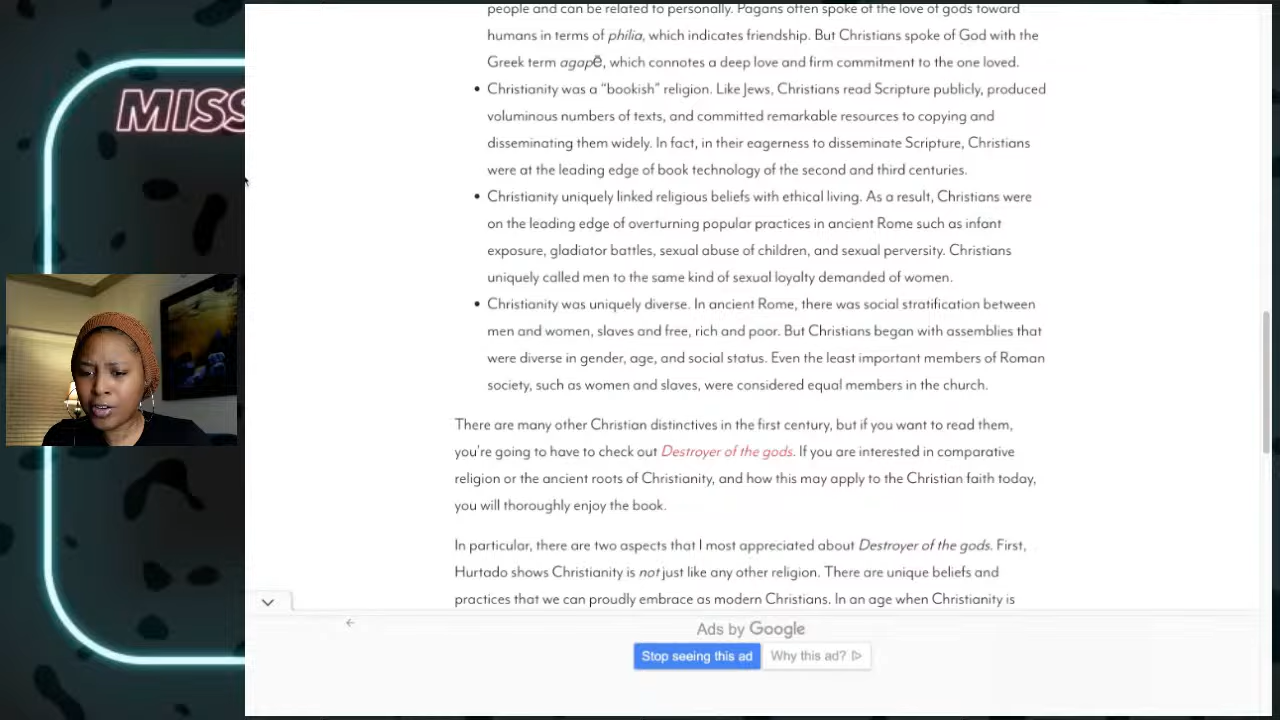 people and can be related to personally. Pagans often spoke of the love of gods toward
humans in terms of philia, which indicates friendship. But Christians spoke of God with the
Greek term agapē, which connotes a deep love and firm commitment to the one loved.
Christianity was a “bookish” religion. Like Jews, Christians read Scripture publicly, produced
voluminous numbers of texts, and committed remarkable resources to copying and
disseminating them widely. In fact, in their eagerness to disseminate Scripture, Christians
were at the leading edge of book technology of the second and third centuries.
Christianity uniquely linked religious beliefs with ethical living. As a result, Christians were
on the leading edge of overturning popular practices in ancient Rome such as infant
exposure, gladiator battles, sexual abuse of children, and sexual perversity. Christians
uniquely called men to the same kind of sexual loyalty demanded of women.
Christianity was uniquely diverse. In ancient Rome, there was social stratification between
men and women, slaves and free, rich and poor. But Christians began with assemblies that
were diverse in gender, age, and social status. Even the least important members of Roman
society, such as women and slaves, were considered equal members in the church.
There are many other Christian distinctives in the first century, but if you want to read them,
you’re going to have to check out Destroyer of the gods. If you are interested in comparative
religion or the ancient roots of Christianity, and how this may apply to the Christian faith today,
you will thoroughly enjoy the book.
In particular, there are two aspects that I most appreciated about Destroyer of the gods. First,
Hurtado shows Christianity is not just like any other religion. There are unique beliefs and
practices that we can proudly embrace as modern Christians. In an age when Christianity is
Ads by Google
Stop seeing this ad
Why this ad?
MISS